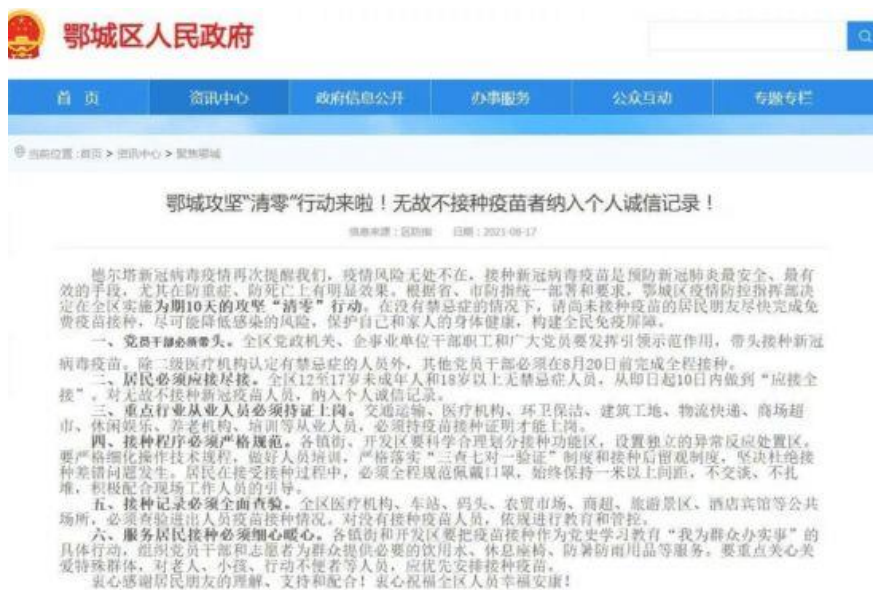 鄂城区人民政府
首 页 资讯中心 政府信息公开 办事服务 公众互动 专题专栏
当前位置:首页 > 资讯中心 > 聚焦鄂城
鄂城攻坚“清零”行动来啦!无故不接种疫苗者纳入个人诚信记录!
信息来源:区防指 日期:2021-08-17
德尔塔新冠病毒疫情再次提醒我们,疫情风险无处不在,接种新冠病毒疫苗是预防新冠肺炎最安全、最有
效的手段,尤其在防重症、防死亡上有明显效果。根据省、市防指统一部署和要求,鄂城区疫情防控指挥部决
定在全区实施为期10天的攻坚“清零”行动。在没有禁忌症的情况下,请尚未接种疫苗的居民朋友尽快完成免
费疫苗接种,尽可能降低感染的风险,保护自己和家人的身体健康,构建全民免疫屏障。
一、党员干部必须带头。全区党政机关、企事业单位干部职工和广大党员要发挥引领示范作用,带头接种新冠
病毒疫苗。除二级医疗机构认定有禁忌症的人员外,其他党员干部必须在8月20日前完成全程接种。
二、居民必须应接尽接。全区12至17岁未成年人和18岁以上无禁忌症人员,从即日起10日内做到“应接全
接”。对无故不接种新冠疫苗人员,纳入个人诚信记录。
三、重点行业从业人员必须持证上岗。交通运输、医疗机构、环卫保洁、建筑工地、物流快递、商场超
市、休闲娱乐、养老机构、培训等从业人员,必须持疫苗接种证明才能上岗。
四、接种程序必须严格规范。各镇街、开发区要科学合理划分接种功能区,设置独立的异常反应处置区。
要严格细化操作技术规程,做好人员培训,严格落实“三查七对一验证”制度和接种后留观制度,坚决杜绝接
种差错问题发生。居民在接受接种过程中,必须全程规范佩戴口罩,始终保持一米以上间距,不交谈、不扎
堆,积极配合现场工作人员的引导。
五、接种记录必须全面查验。全区医疗机构、车站、码头、农贸市场、商超、旅游景区、酒店宾馆等公共
场所,必须查验进出人员疫苗接种情况。对没有接种疫苗人员,依规进行教育和管控。
六、服务居民接种必须细心暖心。各镇街和开发区要把疫苗接种作为党史学习教育“我为群众办实事”的
具体行动,组织党员干部和志愿者为群众提供必要的饮用水、休息座椅、防暑防雨用品等服务。要重点关心关
爱特殊群体,对老人、小孩、行动不便者等人员,应优先安排接种疫苗。
衷心感谢居民朋友的理解、支持和配合!衷心祝福全区人员幸福安康!